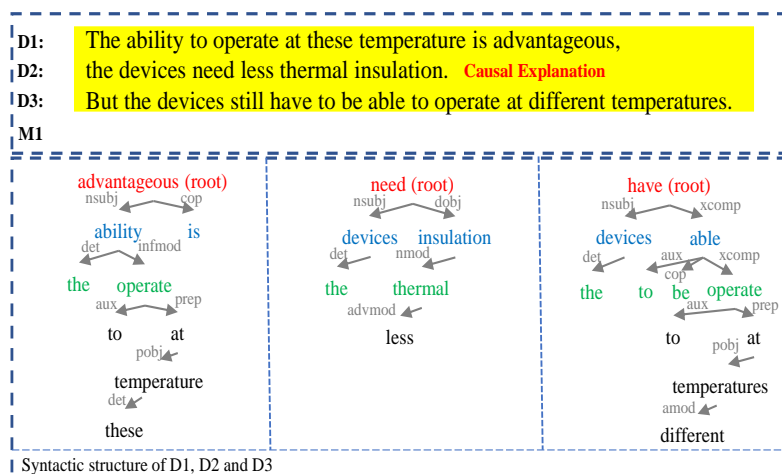 D1: The ability to operate at these temperature is advantageous,
D2: the devices need less thermal insulation. Causal Explanation
D3: But the devices still have to be able to operate at different temperatures.
M1
advantageous (root)
nsubj cop
ability is
det infmod
the operate
aux prep
to at
pobj
temperature
det
these
need (root)
nsubj dobj
devices insulation
det nmod
the thermal
advmod
less
have (root)
nsubj xcomp
devices able
det aux cop xcomp
the to be operate
aux prep
to at
pobj
temperatures
amod
different
Syntactic structure of D1, D2 and D3